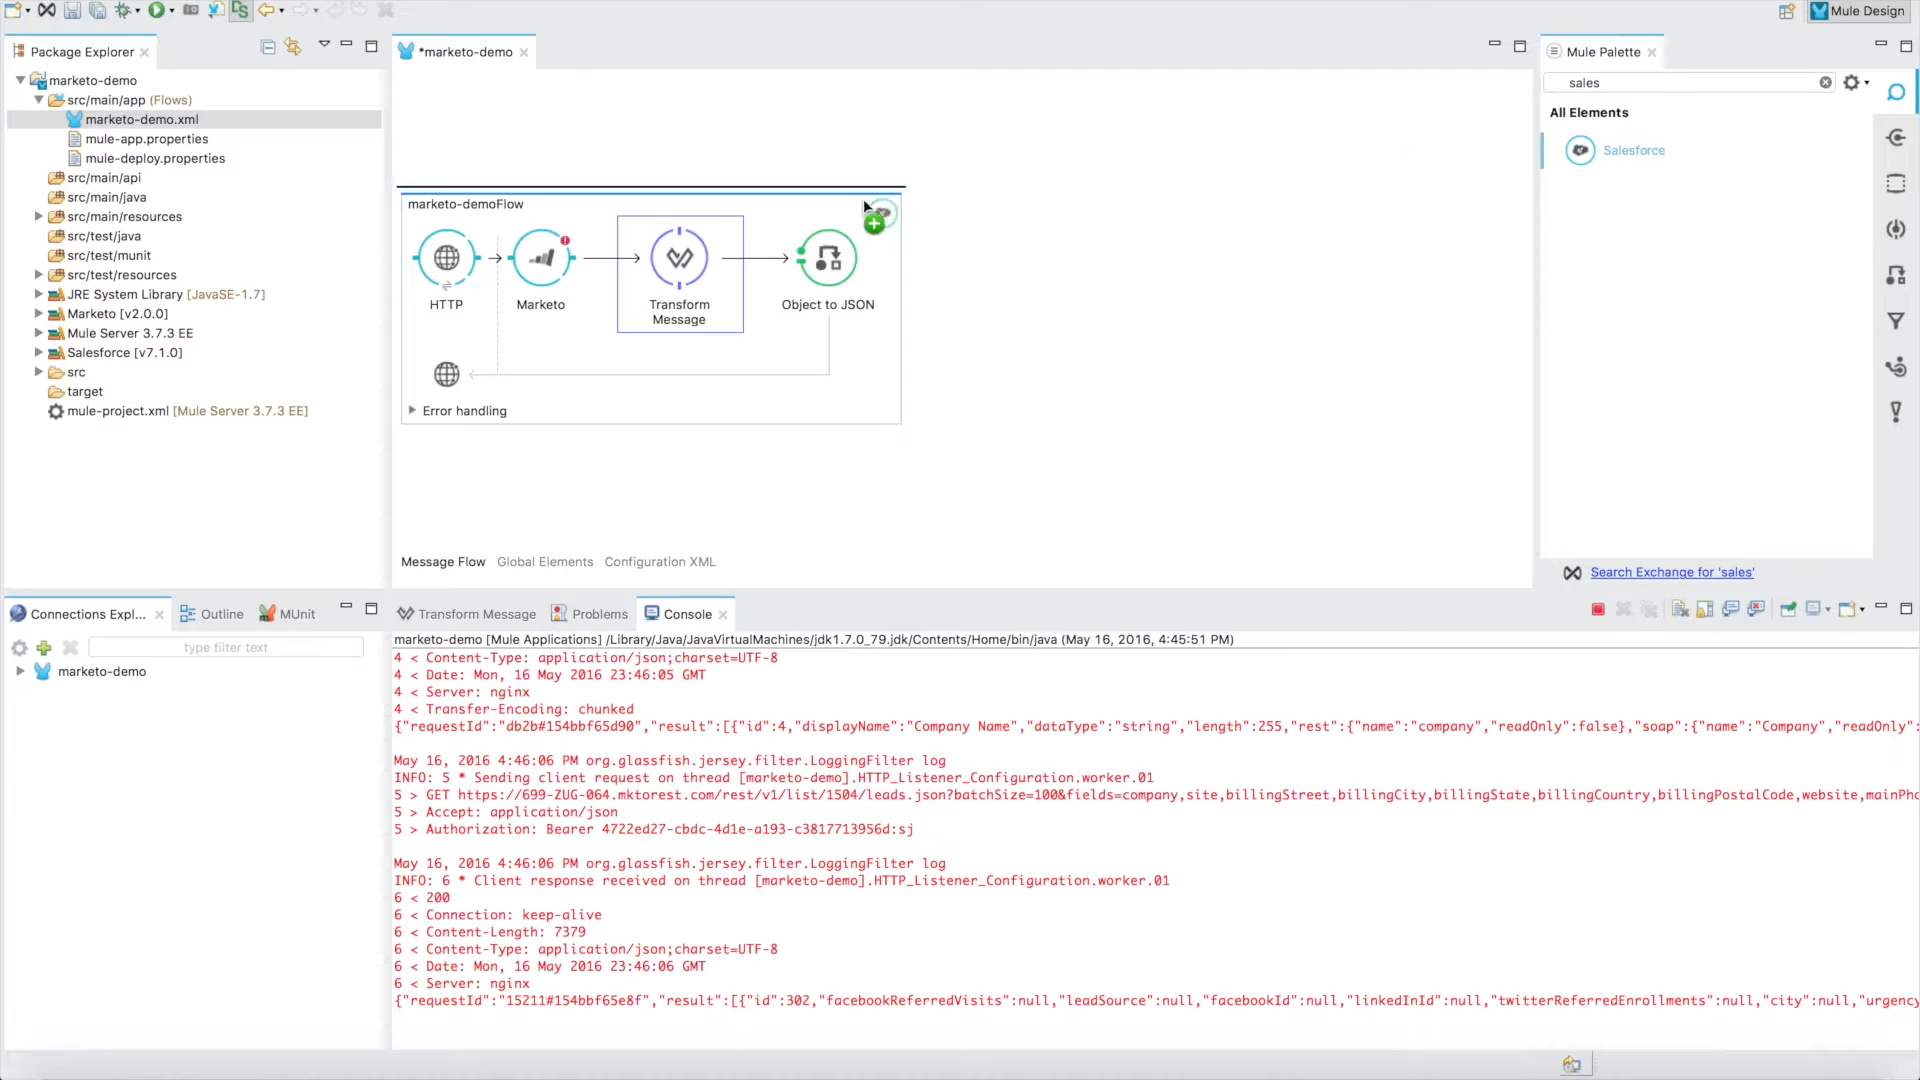 Mule Design
Package Explorer
marketo-demo
src/main/app (Flows)
marketo-demo.xml
mule-app.properties
mule-deploy.properties
src/main/api
src/main/java
src/main/resources
src/test/java
src/test/munit
src/test/resources
JRE System Library [JavaSE-1.7]
Marketo [v2.0.0]
Mule Server 3.7.3 EE
Salesforce [v7.1.0]
src
target
mule-project.xml [Mule Server 3.7.3 EE]
*marketo-demo
marketo-demoFlow
HTTP
Marketo
Transform
Message
Object to JSON
Error handling
Message Flow Global Elements Configuration XML
Mule Palette
sales
All Elements
Salesforce
Search Exchange for 'sales'
Connections Expl... Outline MUnit
type filter text
marketo-demo
Transform Message Problems Console
marketo-demo [Mule Applications] /Library/Java/JavaVirtualMachines/jdk1.7.0_79.jdk/Contents/Home/bin/java (May 16, 2016, 4:45:51 PM)
4 < Content-Type: application/json;charset=UTF-8
4 < Date: Mon, 16 May 2016 23:46:05 GMT
4 < Server: nginx
4 < Transfer-Encoding: chunked
{"requestId":"db2b#154bbf65d90","result":[{"id":4,"displayName":"Company Name","dataType":"string","length":255,"rest":{"name":"company","readOnly":false},"soap":{"name":"Company","readOnly":
May 16, 2016 4:46:06 PM org.glassfish.jersey.filter.LoggingFilter log
INFO: 5 * Sending client request on thread [marketo-demo].HTTP_Listener_Configuration.worker.01
5 > GET https://699-ZUG-064.mktorest.com/rest/v1/list/1504/leads.json?batchSize=100&fields=company,site,billingStreet,billingCity,billingState,billingCountry,billingPostalCode,website,mainPho
5 > Accept: application/json
5 > Authorization: Bearer 4722ed27-cbdc-4d1e-a193-c3817713956d:sj
May 16, 2016 4:46:06 PM org.glassfish.jersey.filter.LoggingFilter log
INFO: 6 * Client response received on thread [marketo-demo].HTTP_Listener_Configuration.worker.01
6 < 200
6 < Connection: keep-alive
6 < Content-Length: 7379
6 < Content-Type: application/json;charset=UTF-8
6 < Date: Mon, 16 May 2016 23:46:06 GMT
6 < Server: nginx
{"requestId":"15211#154bbf65e8f","result":[{"id":302,"facebookReferredVisits":null,"leadSource":null,"facebookId":null,"linkedInId":null,"twitterReferredEnrollments":null,"city":null,"urgency